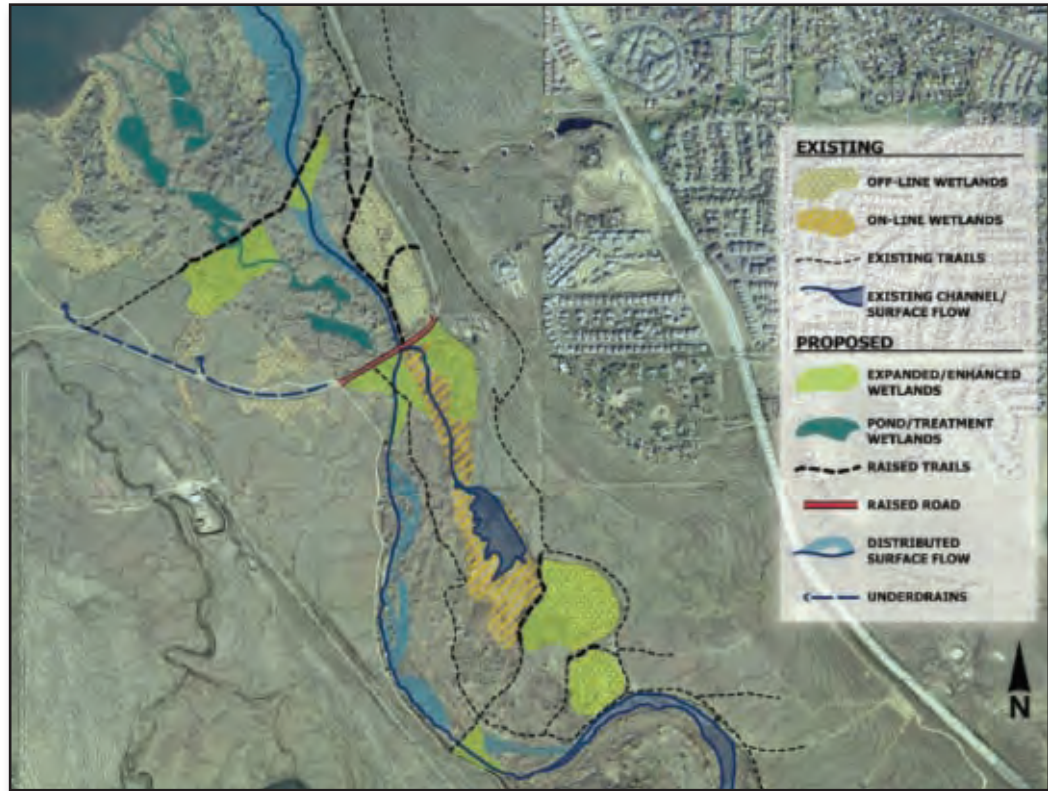 EXISTING
OFF-LINE WETLANDS
ON-LINE WETLANDS
EXISTING TRAILS
EXISTING CHANNEL/
SURFACE FLOW
PROPOSED
EXPANDED/ENHANCED
WETLANDS
POND/TREATMENT
WETLANDS
RAISED TRAILS
RAISED ROAD
DISTRIBUTED
SURFACE FLOW
UNDERDRAINS
N